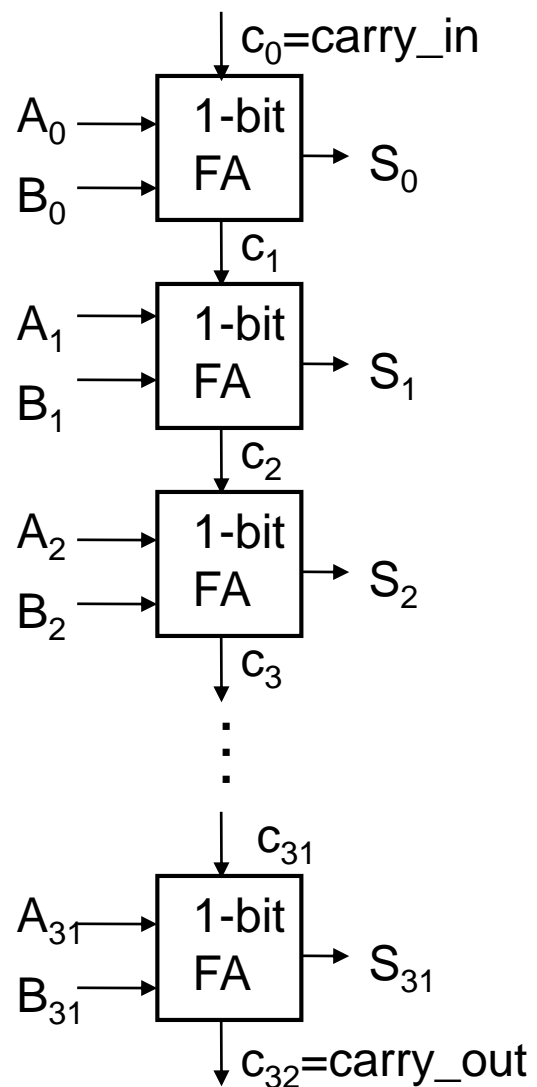 c₀=carry_in
A₀ 1-bit
B₀ FA S₀
c₁
A₁ 1-bit
B₁ FA S₁
c₂
A₂ 1-bit
B₂ FA S₂
c₃
c₃₁
A₃₁ 1-bit
B₃₁ FA S₃₁
c₃₂=carry_out